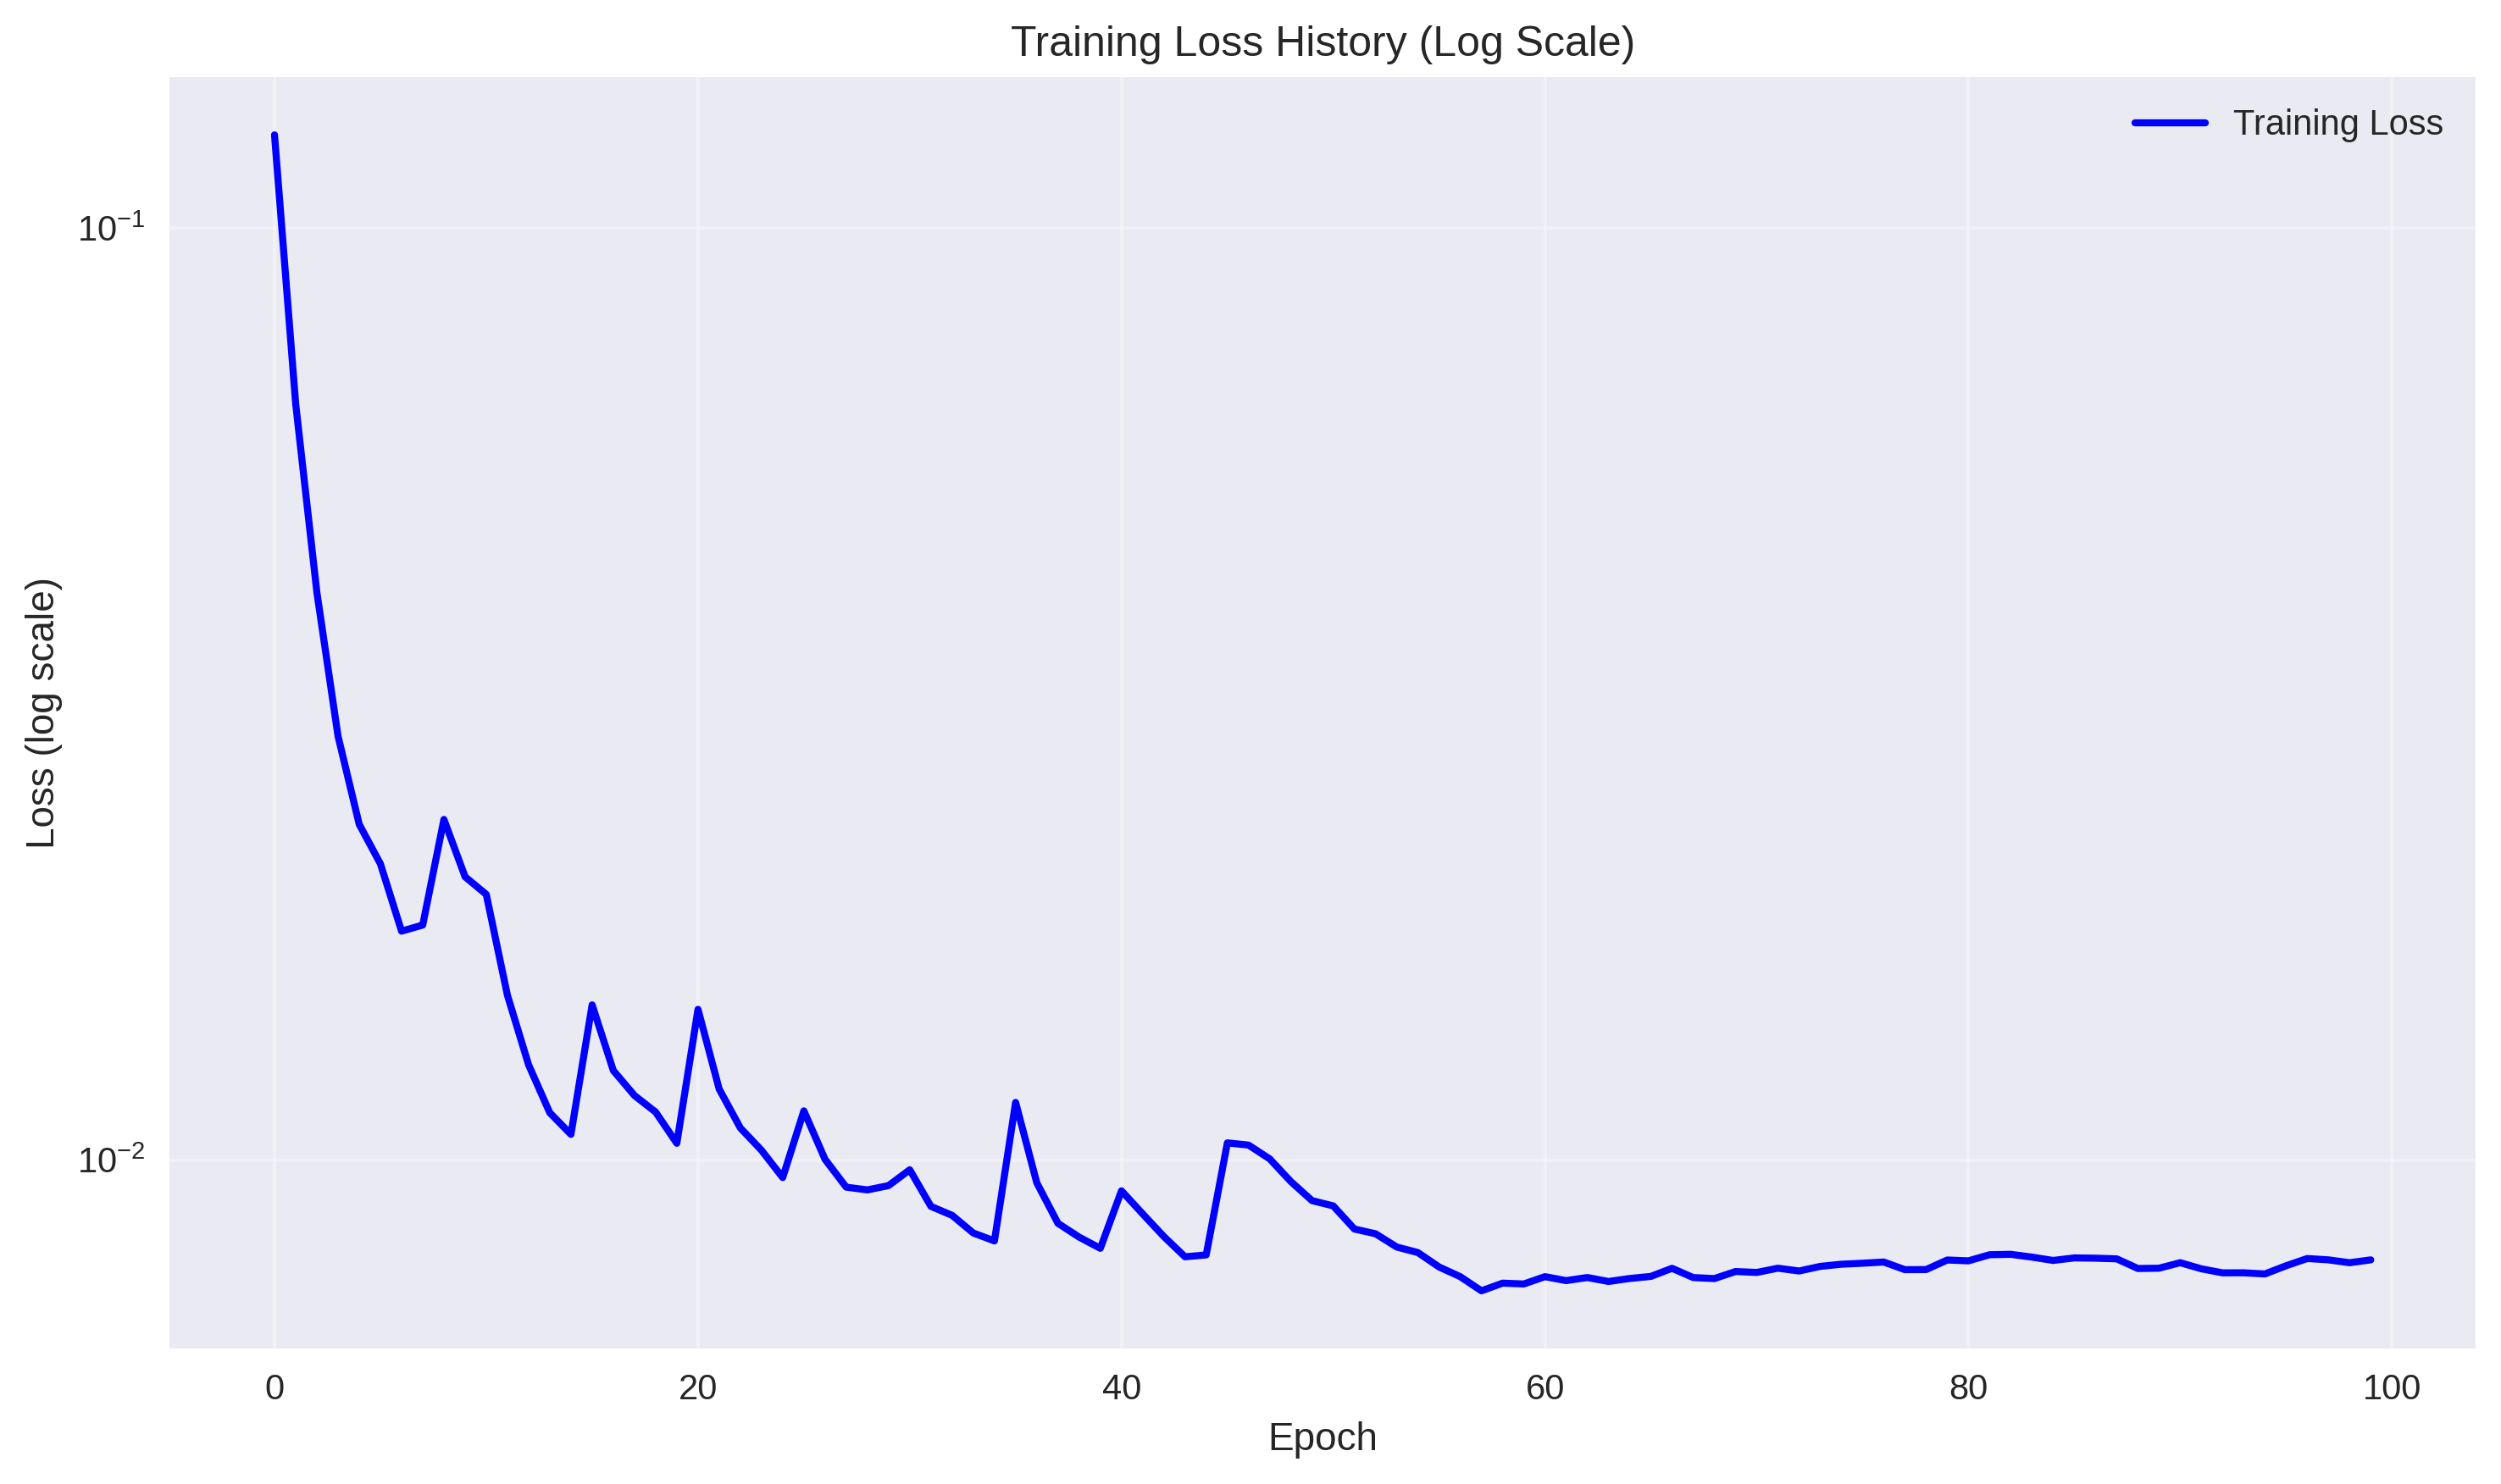 Training Loss History (Log Scale)
Training Loss
10⁻¹
Loss (log scale)
10⁻²
0 20 40 60 80 100
Epoch